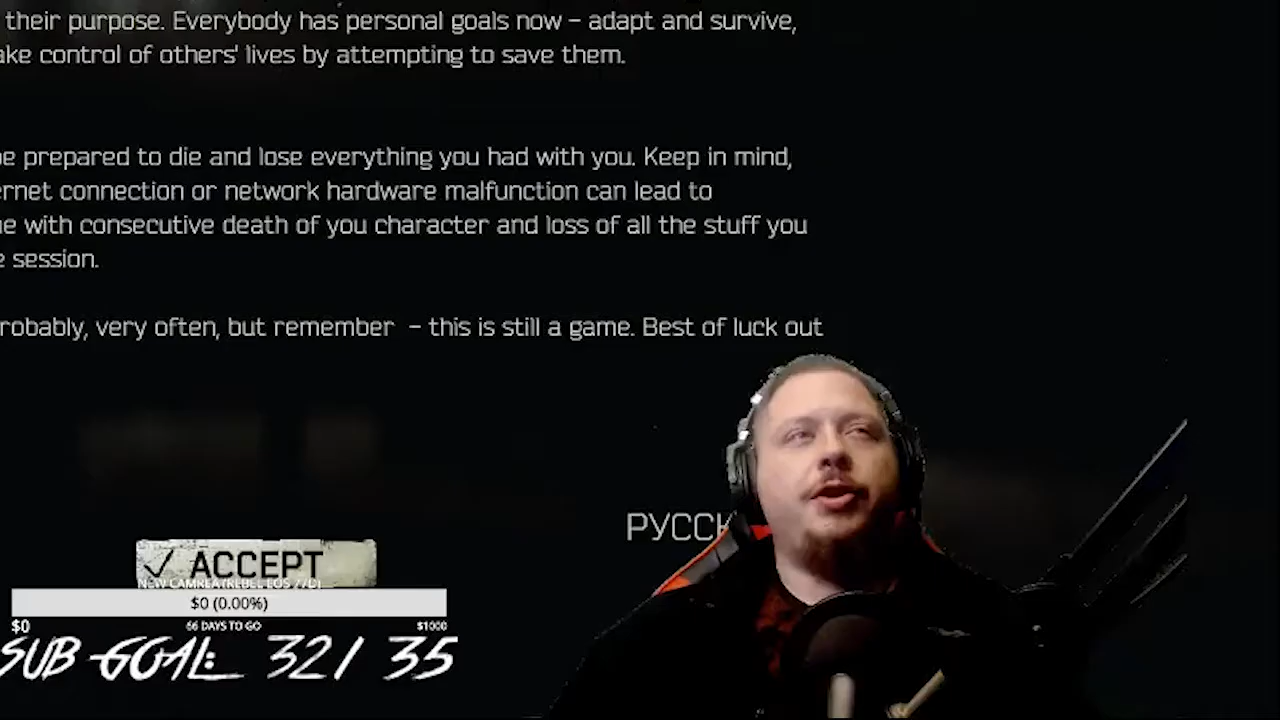 their purpose. Everybody has personal goals now – adapt and survive,
ake control of others' lives by attempting to save them.
be prepared to die and lose everything you had with you. Keep in mind,
ernet connection or network hardware malfunction can lead to
e with consecutive death of you character and loss of all the stuff you
e session.
robably, very often, but remember – this is still a game. Best of luck out
РУССК
ACCEPT
$0 (0.00%)
$0 66 DAYS TO GO $1000
SUB GOAL: 32/ 35